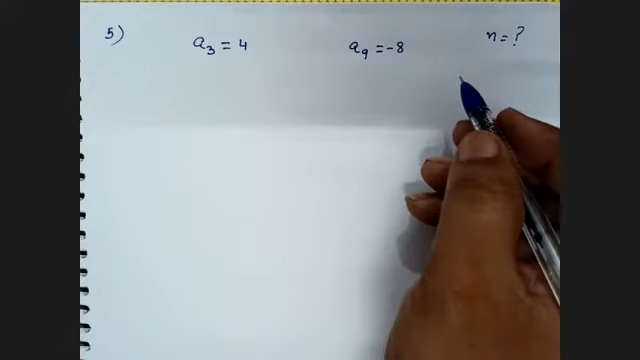 5) a₃ = 4 a₉ = -8 n = ?